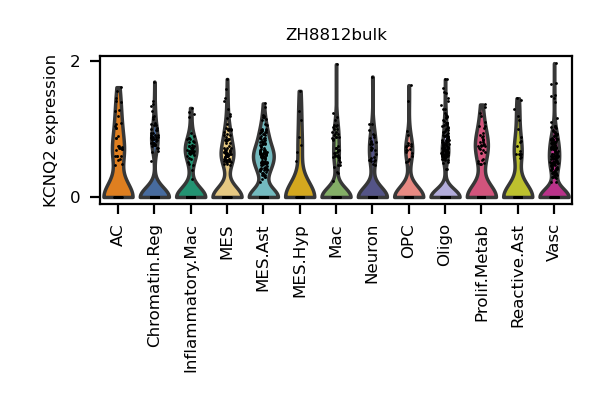 ZH8812bulk
KCNQ2 expression
2
0
AC
Chromatin.Reg
Inflammatory.Mac
MES
MES.Ast
MES.Hyp
Mac
Neuron
OPC
Oligo
Prolif.Metab
Reactive.Ast
Vasc